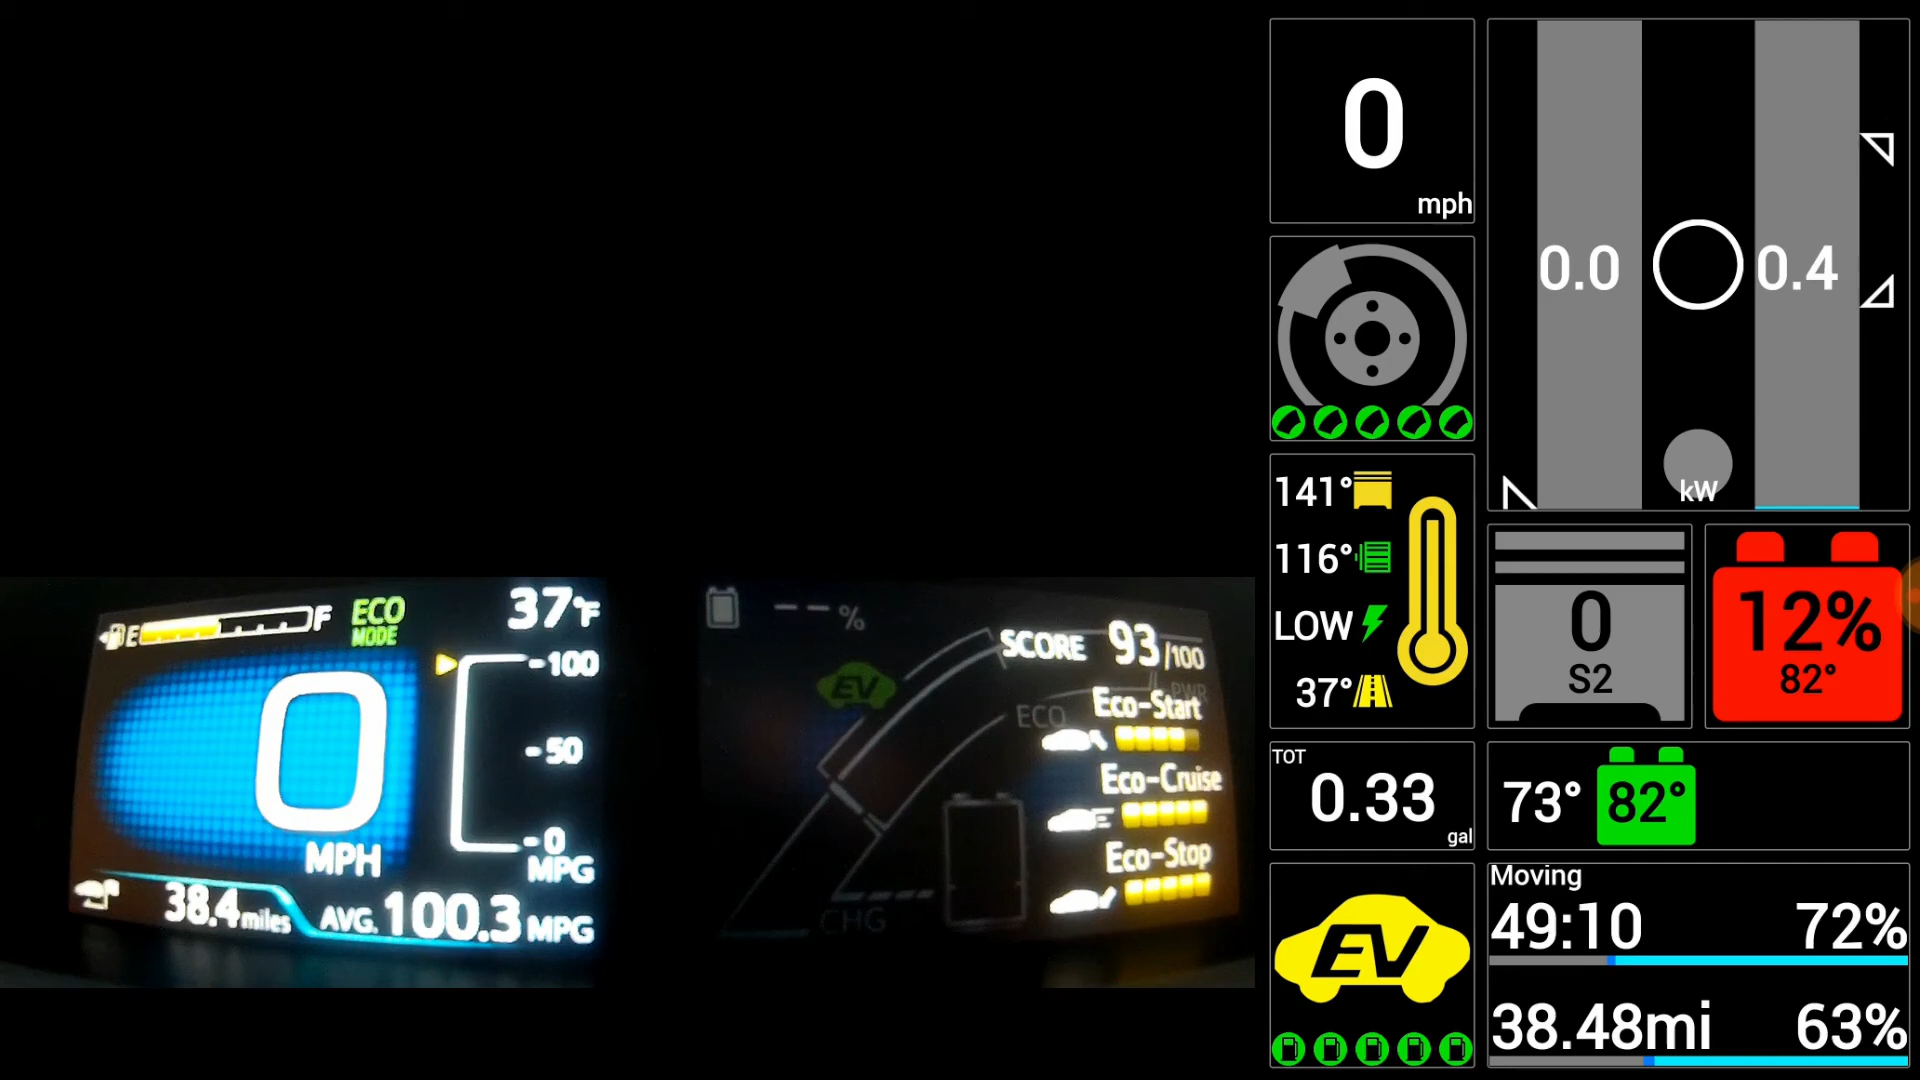 E F ECO MODE 37°F
-100
0
-50
MPH
-0
MPG
38.4 miles AVG. 100.3 MPG
--%
SCORE 93/100
EV
PWR
ECO
Eco-Start
Eco-Cruise
Eco-Stop
CHG
0
mph
0.0 0.4
kW
141°
116°
LOW
37°
0
S2
12%
82°
TOT
0.33
gal
73° 82°
EV
Moving
49:10 72%
38.48mi 63%